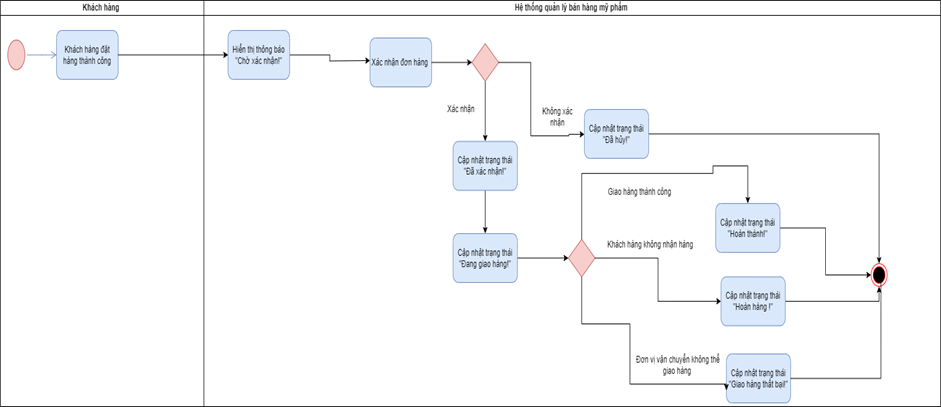 Khách hàng
Hệ thống quản lý bán hàng mỹ phẩm
Khách hàng đặt
hàng thành công
Hiển thị thông báo
"Chờ xác nhận!"
Xác nhận đơn hàng
Xác nhận
Không xác
nhận
Cập nhật trạng thái
"Đã hủy!"
Cập nhật trạng thái
"Đã xác nhận!"
Giao hàng thành công
Cập nhật trạng thái
"Hoàn thành!"
Cập nhật trạng thái
"Đang giao hàng!"
Khách hàng không nhận hàng
Cập nhật trạng thái
"Hoàn hàng !"
Đơn vị vận chuyển không thể
giao hàng
Cập nhật trạng thái
"Giao hàng thất bại!"